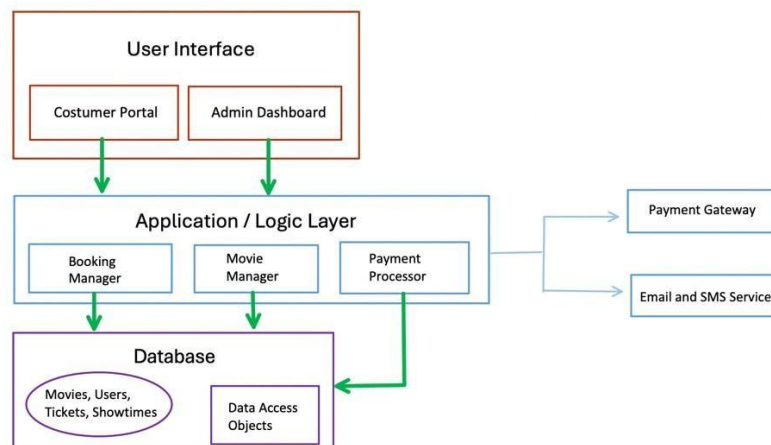 User Interface
Costumer Portal
Admin Dashboard
Application / Logic Layer
Booking
Manager
Movie
Manager
Payment
Processor
Payment Gateway
Email and SMS Service
Database
Movies, Users,
Tickets, Showtimes
Data Access
Objects